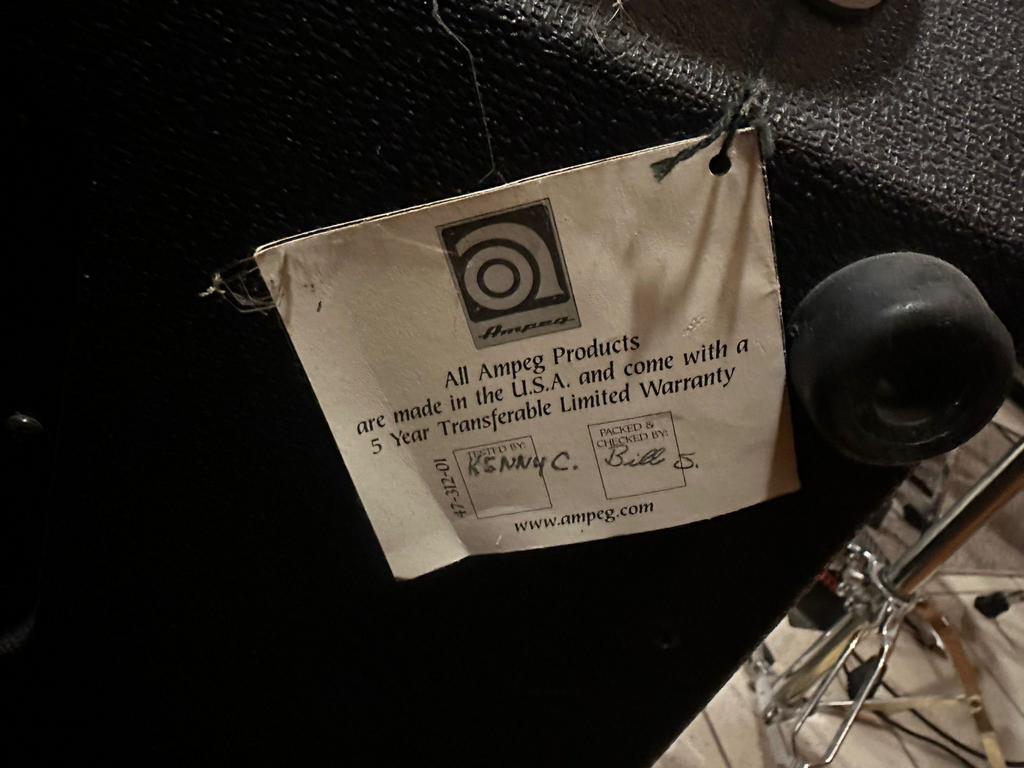 Ampeg
All Ampeg Products
are made in the U.S.A. and come with a
5 Year Transferable Limited Warranty
47-312-01
TESTED BY:
KENNY C.
PACKED &
CHECKED BY:
Bill S.
www.ampeg.com